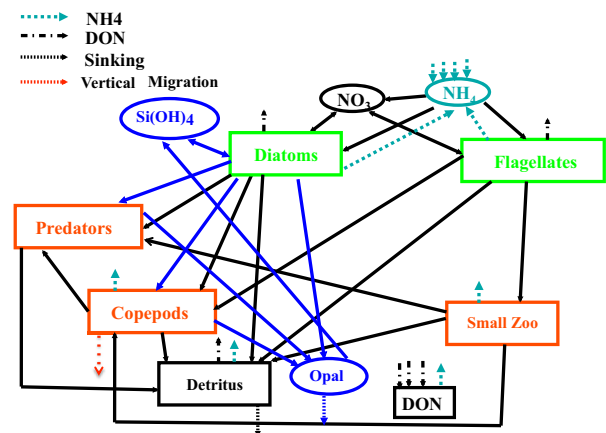 NH4
DON
Sinking
Vertical Migration
Si(OH)4
NO3
NH4
Diatoms
Flagellates
Predators
Copepods
Small Zoo
Detritus
Opal
DON